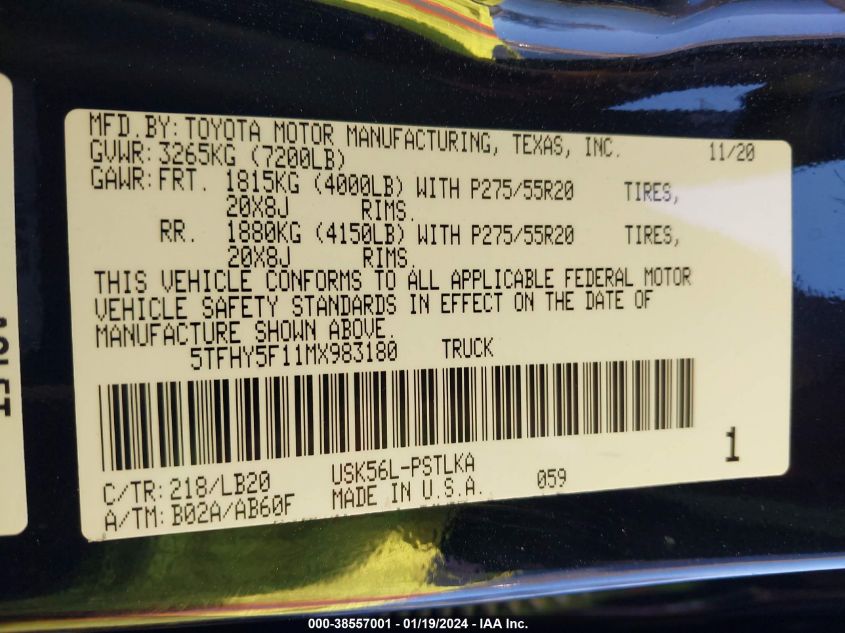 MFD.BY:TOYOTA MOTOR MANUFACTURING, TEXAS, INC. 11/20
GVWR:3265KG (7200LB)
GAWR:FRT. 1815KG (4000LB) WITH P275/55R20 TIRES,
20X8J RIMS.
RR. 1880KG (4150LB) WITH P275/55R20 TIRES,
20X8J RIMS.
THIS VEHICLE CONFORMS TO ALL APPLICABLE FEDERAL MOTOR
VEHICLE SAFETY STANDARDS IN EFFECT ON THE DATE OF
MANUFACTURE SHOWN ABOVE.
5TFHY5F11MX983180 TRUCK
1
C/TR:218/LB20 USK56L-PSTLKA
A/TM:B02A/AB60F MADE IN U.S.A. 059
000-38557001 - 01/19/2024 - IAA Inc.